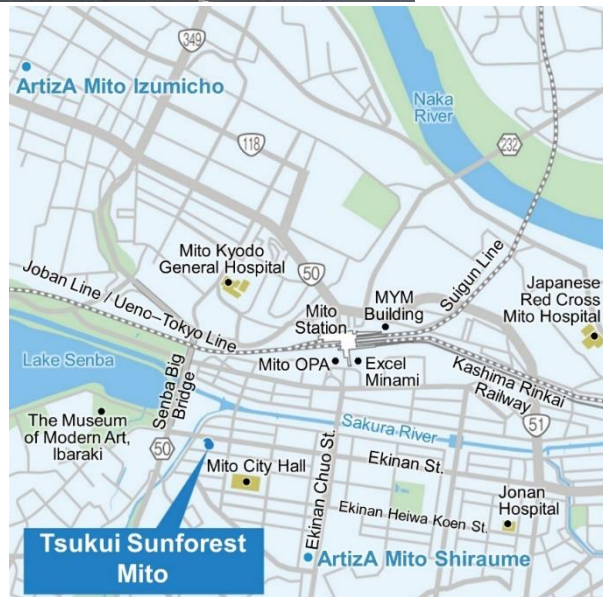 349
ArtizA Mito Izumicho
Naka
River
118
232
Mito Kyodo
General Hospital
50
Suigun Line
Joban Line / Ueno–Tokyo Line
Mito
Station
MYM
Building
Japanese
Red Cross
Mito Hospital
Lake Senba
Mito OPA
Excel
Minami
Kashima Rinkai
Railway
Senba Big
Bridge
Sakura River
The Museum
of Modern Art,
Ibaraki
51
50
Ekinan St.
Mito City Hall
Ekinan Chuo St.
Ekinan Heiwa Koen St.
Jonan
Hospital
Tsukui Sunforest
Mito
ArtizA Mito Shiraume